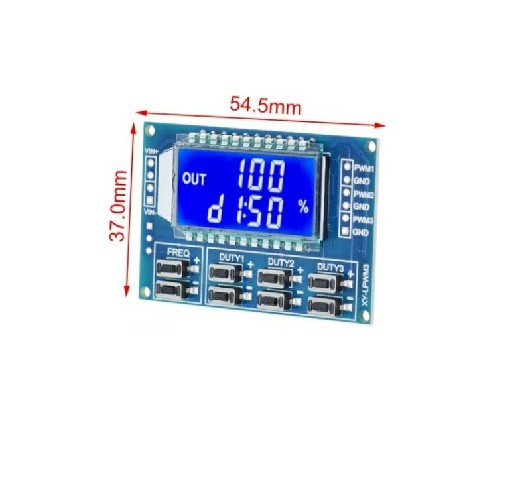 54.5mm
37.0mm
VIN+
VIN-
OUT 100
d1:50 %
PWM1
GND
PWM2
GND
PWM3
GND
FREQ DUTY1 DUTY2 DUTY3
+ + + +
- - - -
XY-LPWM3